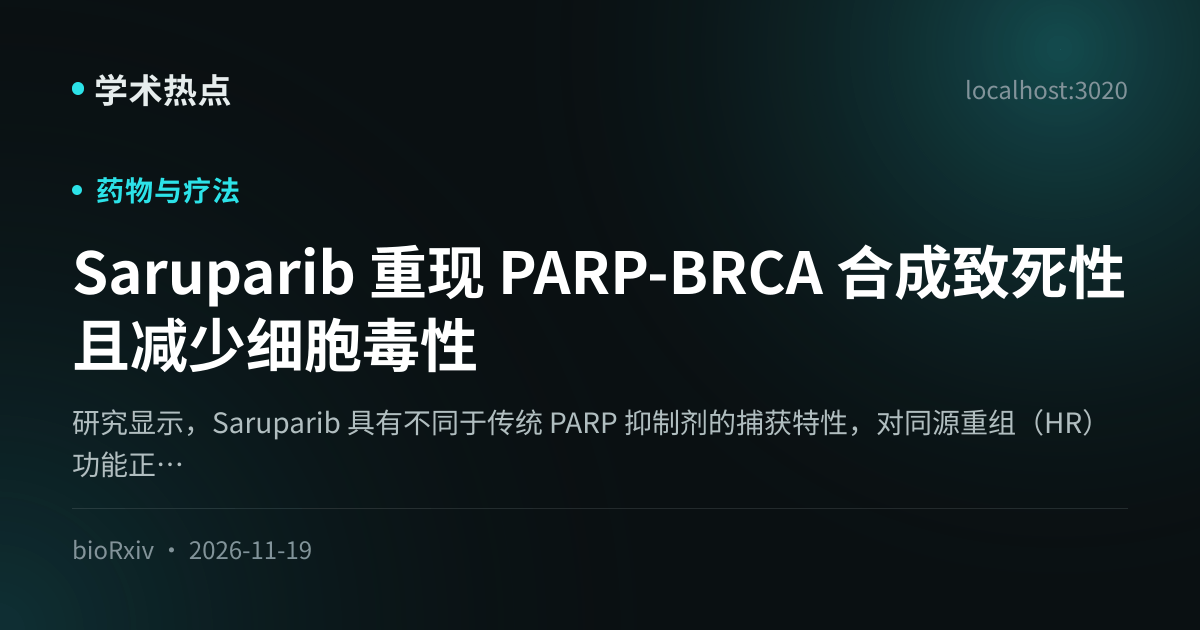 学术热点
localhost:3020
药物与疗法
Saruparib 重现 PARP-BRCA 合成致死性
且减少细胞毒性
研究显示，Saruparib 具有不同于传统 PARP 抑制剂的捕获特性，对同源重组（HR）
功能正…
bioRxiv • 2026-11-19